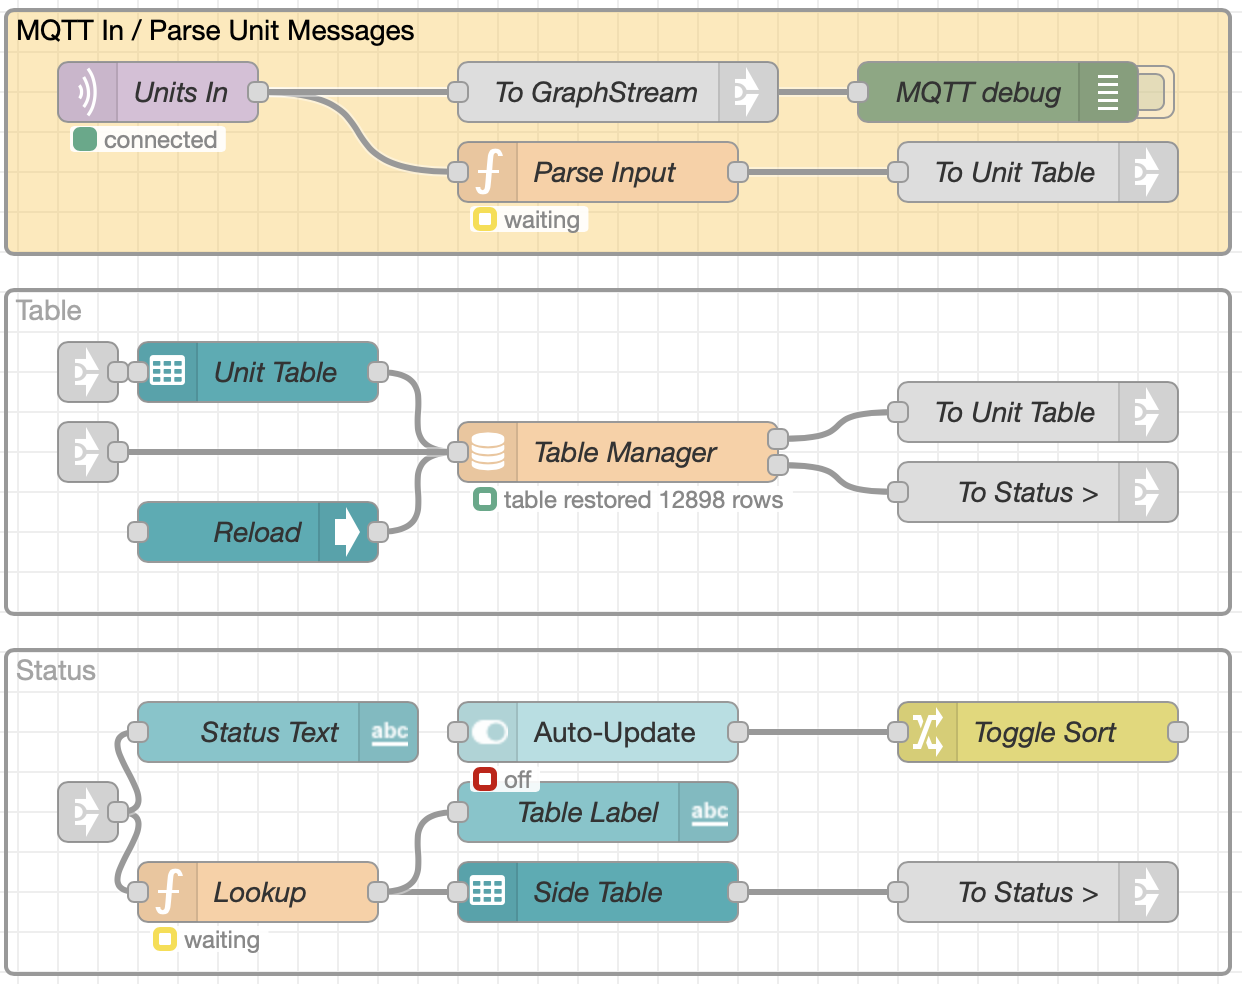 MQTT In / Parse Unit Messages
Units In
To GraphStream
MQTT debug
connected
Parse Input
To Unit Table
waiting
Table
Unit Table
To Unit Table
Table Manager
To Status >
table restored 12898 rows
Reload
Status
Status Text
abc
Auto-Update
Toggle Sort
off
Table Label
abc
Lookup
Side Table
To Status >
waiting